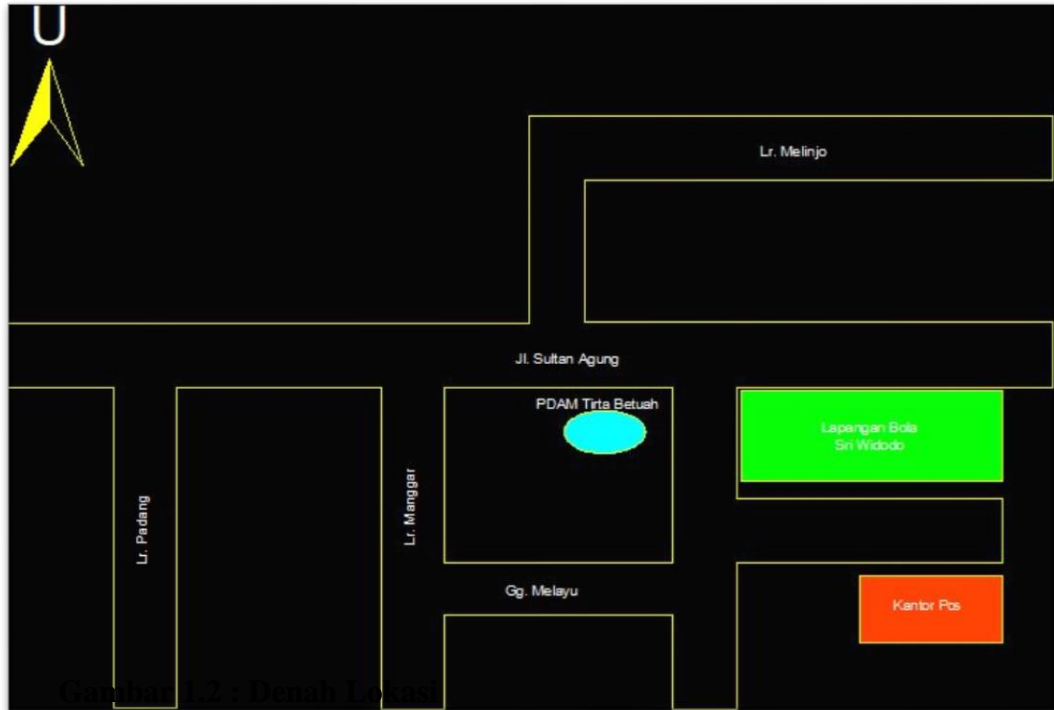 U
Lr. Melinjo
Jl. Sultan Agung
PDAM Tirta Betuah
Lapangan Bola
Sri Widodo
Lr. Padang
Lr. Manggar
Gg. Melayu
Kantor Pos
Gambar 1.2 : Denah Lokasi